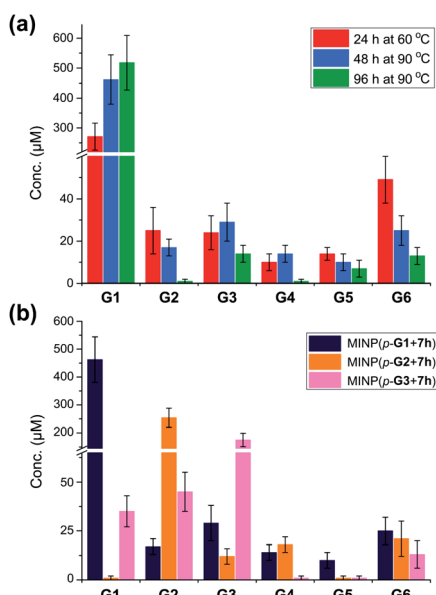 (a)
600
500
400
300
40
20
0
Conc. (µM)
24 h at 60 °C
48 h at 90 °C
96 h at 90 °C
G1 G2 G3 G4 G5 G6
(b)
600
500
400
300
200
50
25
0
Conc. (µM)
MINP(p-G1+7h)
MINP(p-G2+7h)
MINP(p-G3+7h)
G1 G2 G3 G4 G5 G6